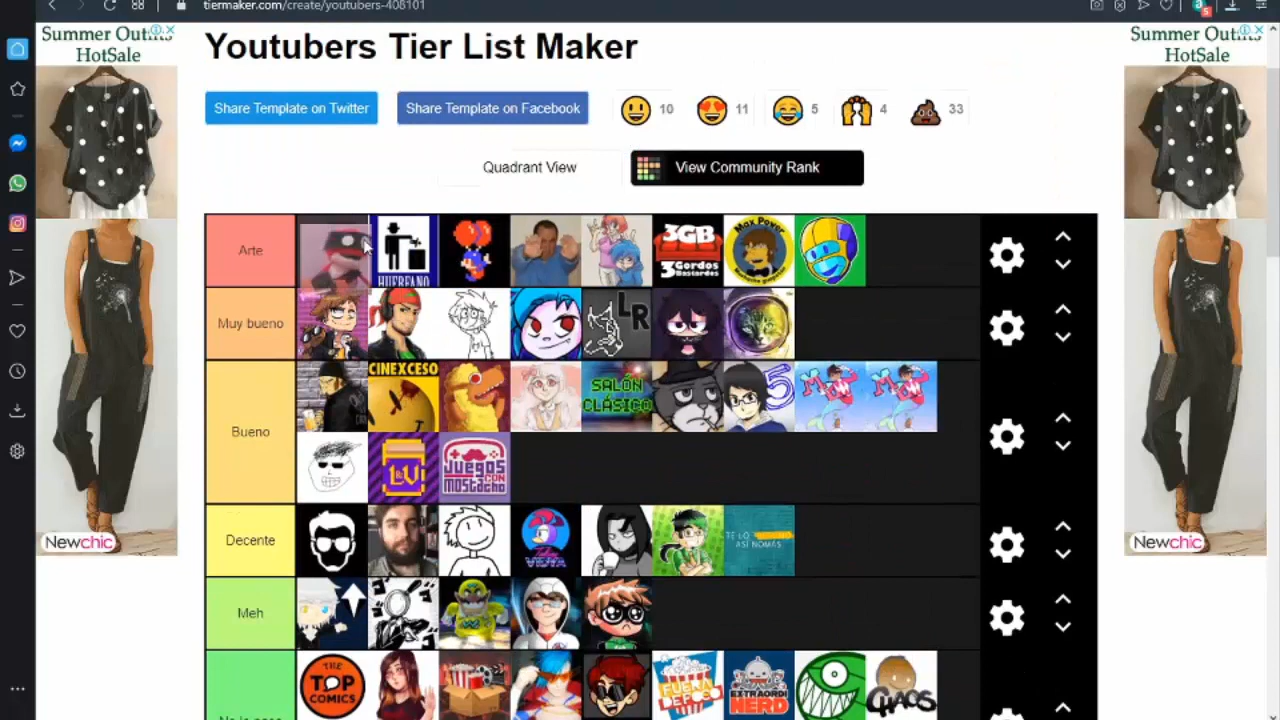 tiermaker.com/create/youtubers-408101
Summer Outfits
HotSale
Newchic
Youtubers Tier List Maker
Share Template on Twitter
Share Template on Facebook
10
11
5
4
33
Quadrant View
View Community Rank
Arte
HUERFANO
3GB
3 Gordos
Bastardos
Max Power
Muy bueno
LR
Bueno
CINEXCESO
SALÓN
CLÁSICO
5
L&V
JUEGOS
CON
MOSTACHO
Decente
TE LO
ASÍ NOMÁS
Meh
THE
TOP
COMICS
FUERA
DE FOCO
EXTRAORDI
NERD
CHAOS
Summer Outfits
HotSale
Newchic